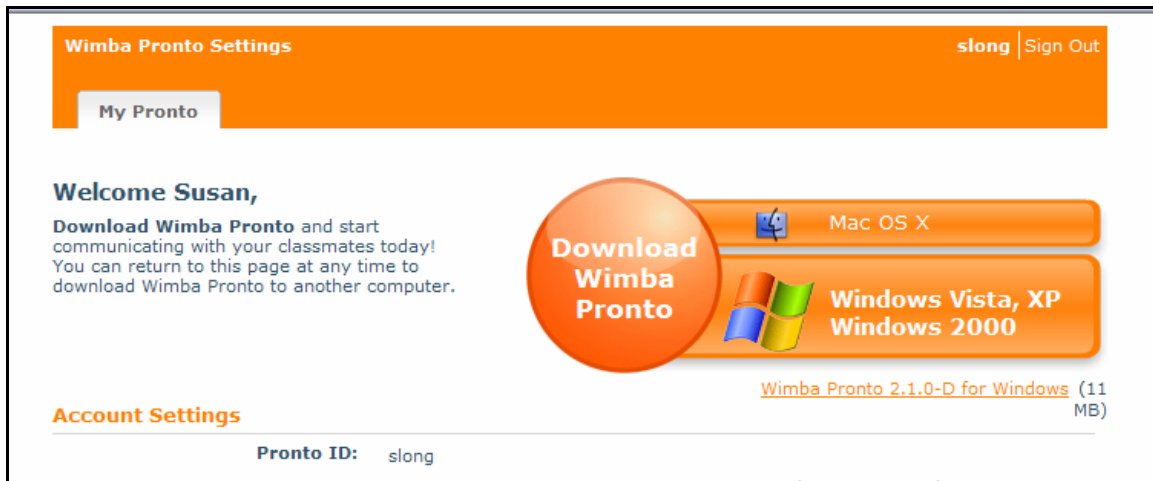 Wimba Pronto Settings
slong | Sign Out
My Pronto
Welcome Susan,
Download Wimba Pronto and start
communicating with your classmates today!
You can return to this page at any time to
download Wimba Pronto to another computer.
Download
Wimba
Pronto
Mac OS X
Windows Vista, XP
Windows 2000
Wimba Pronto 2.1.0-D for Windows (11
MB)
Account Settings
Pronto ID: slong